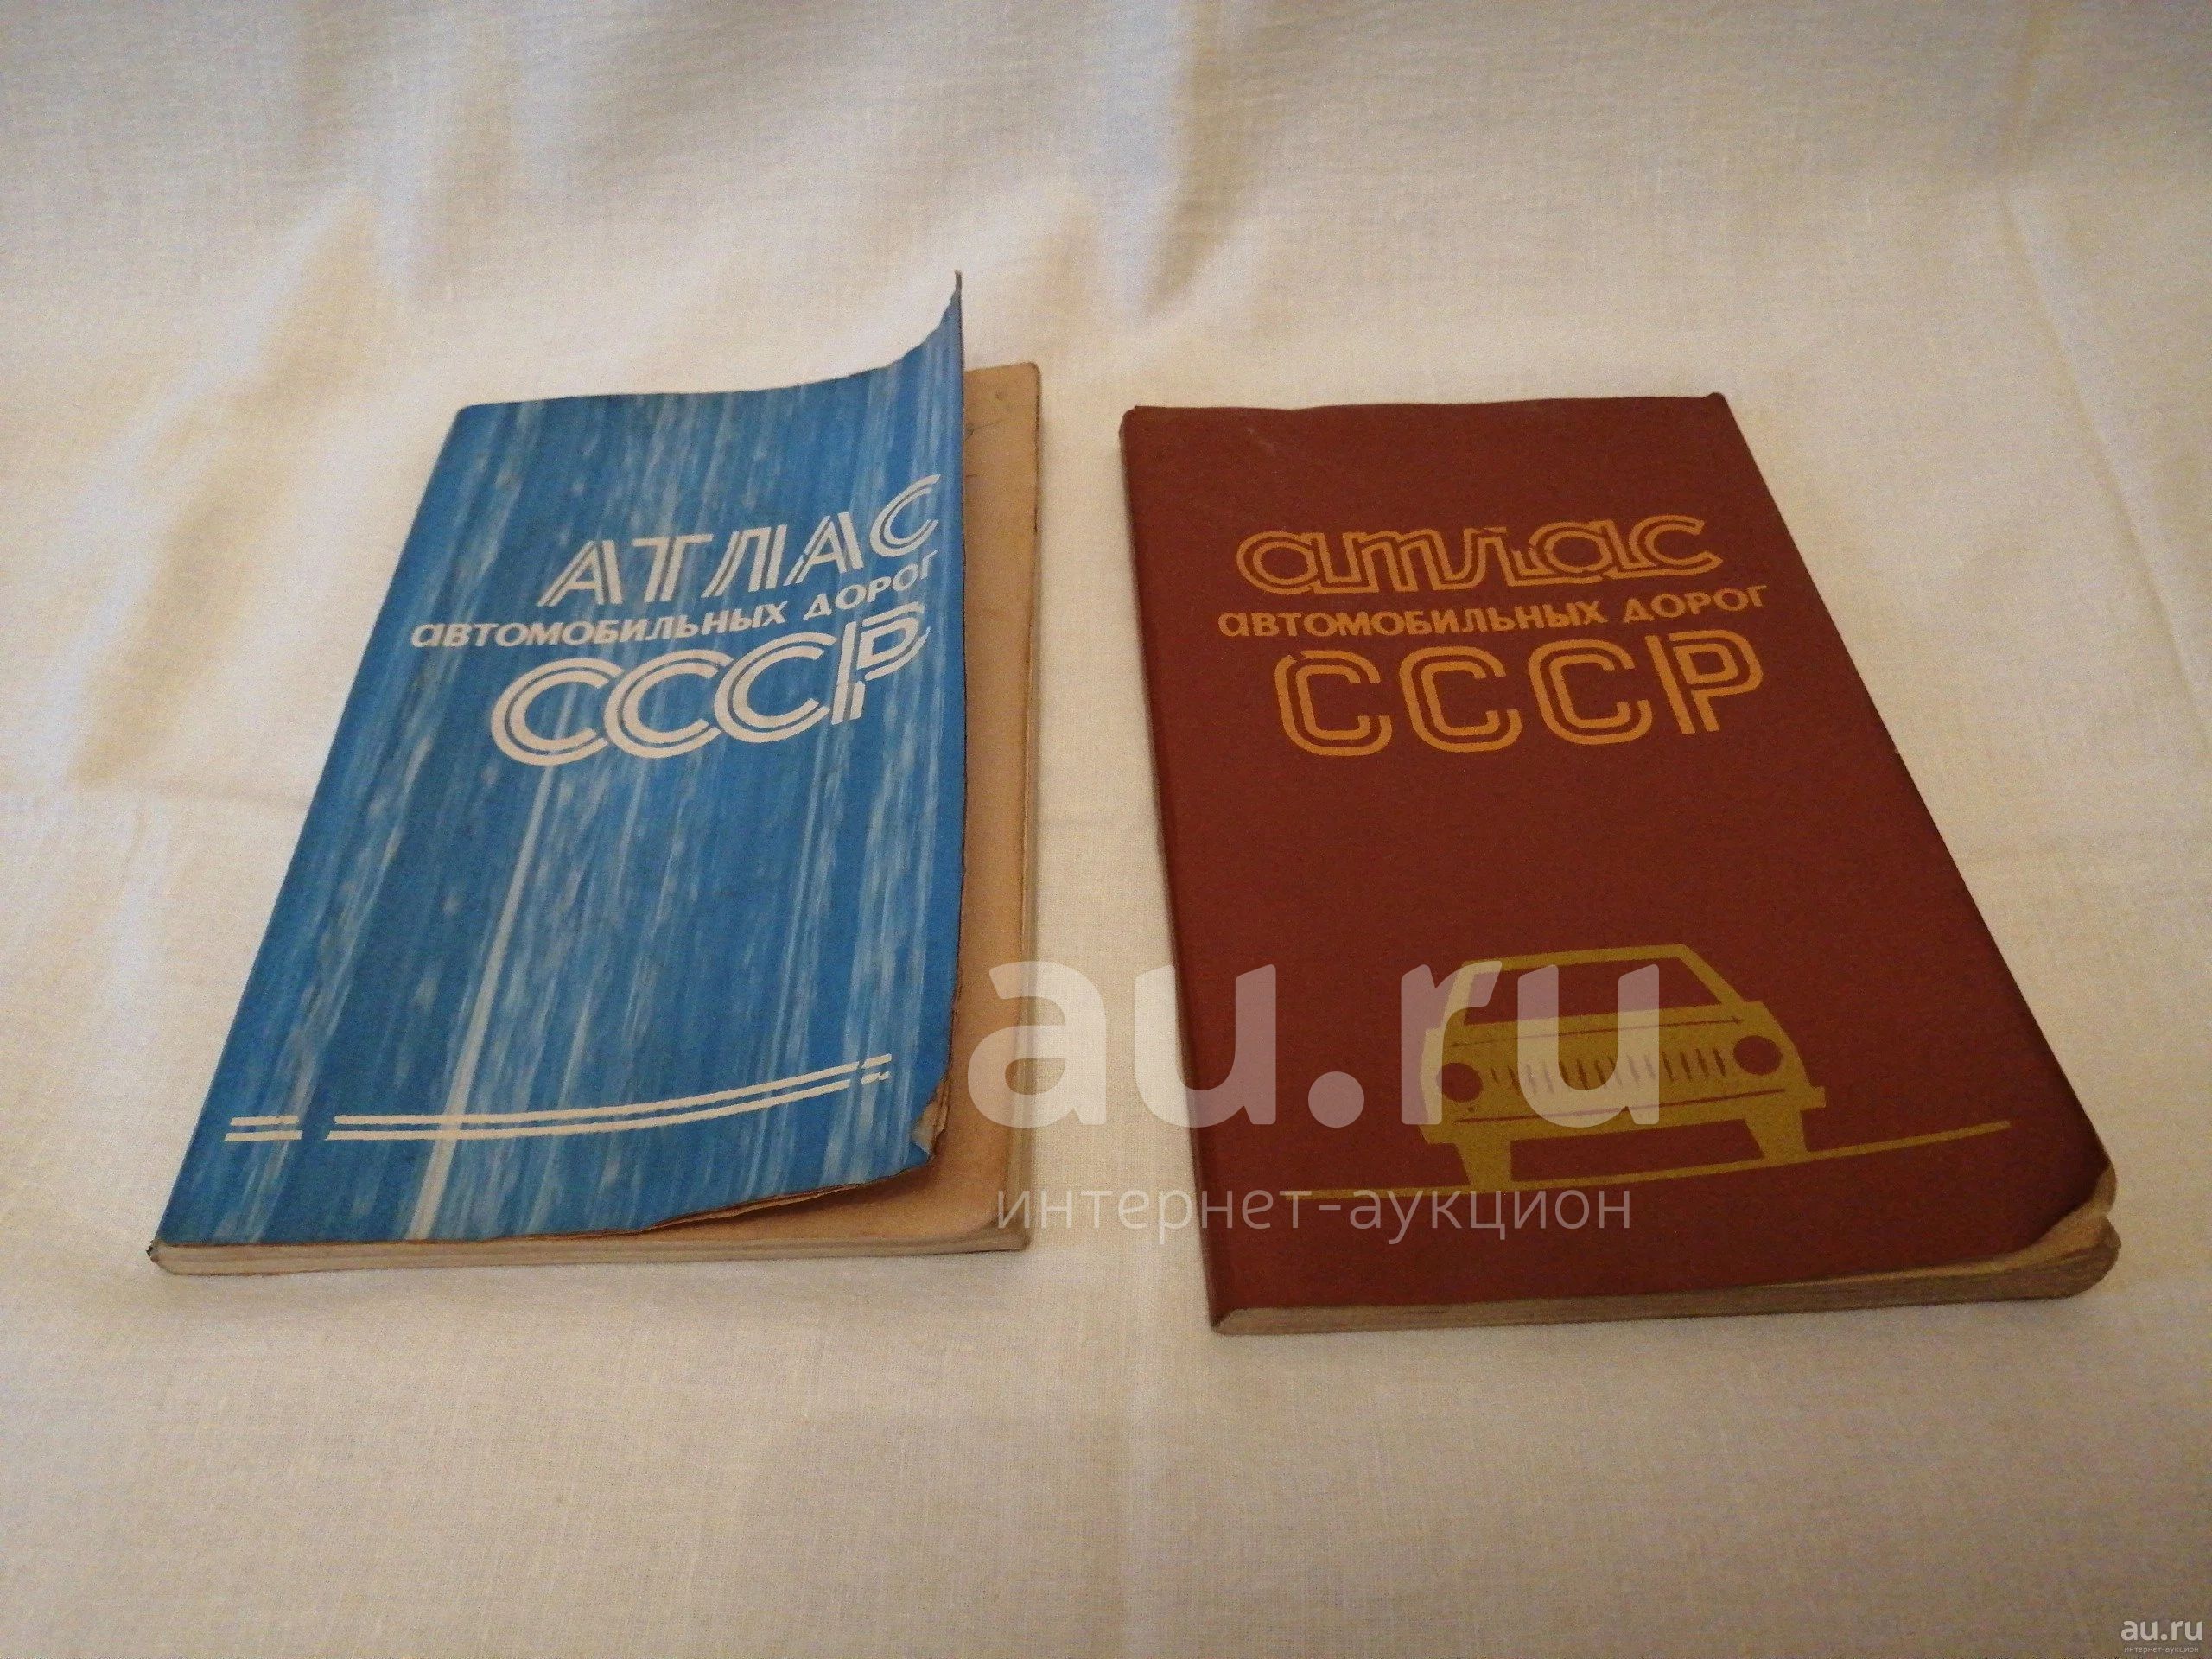 АТЛАС
автомобильных дорог
СССР
атлас
автомобильных дорог
СССР
au.ru
интернет-аукцион
au.ru
интернет-аукцион